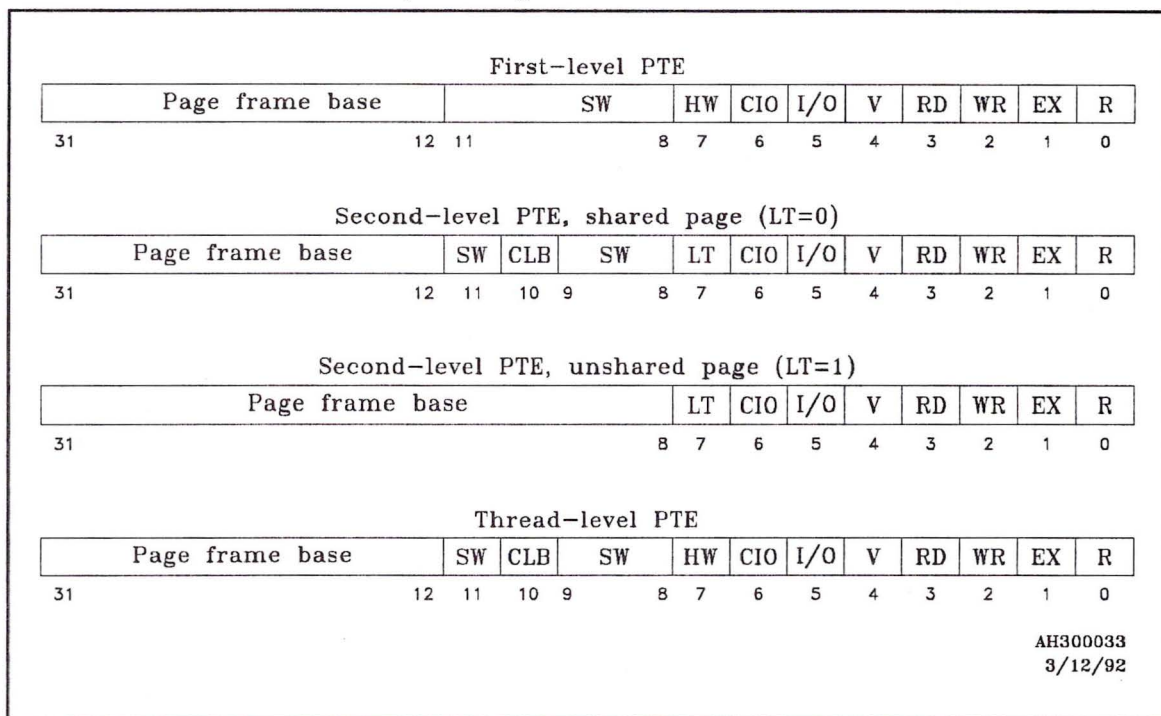 First-level PTE
Page frame base SW HW CIO I/O V RD WR EX R
31 12 11 8 7 6 5 4 3 2 1 0
Second-level PTE, shared page (LT=0)
Page frame base SW CLB SW LT CIO I/O V RD WR EX R
31 12 11 10 9 8 7 6 5 4 3 2 1 0
Second-level PTE, unshared page (LT=1)
Page frame base LT CIO I/O V RD WR EX R
31 8 7 6 5 4 3 2 1 0
Thread-level PTE
Page frame base SW CLB SW HW CIO I/O V RD WR EX R
31 12 11 10 9 8 7 6 5 4 3 2 1 0
AH300033
3/12/92